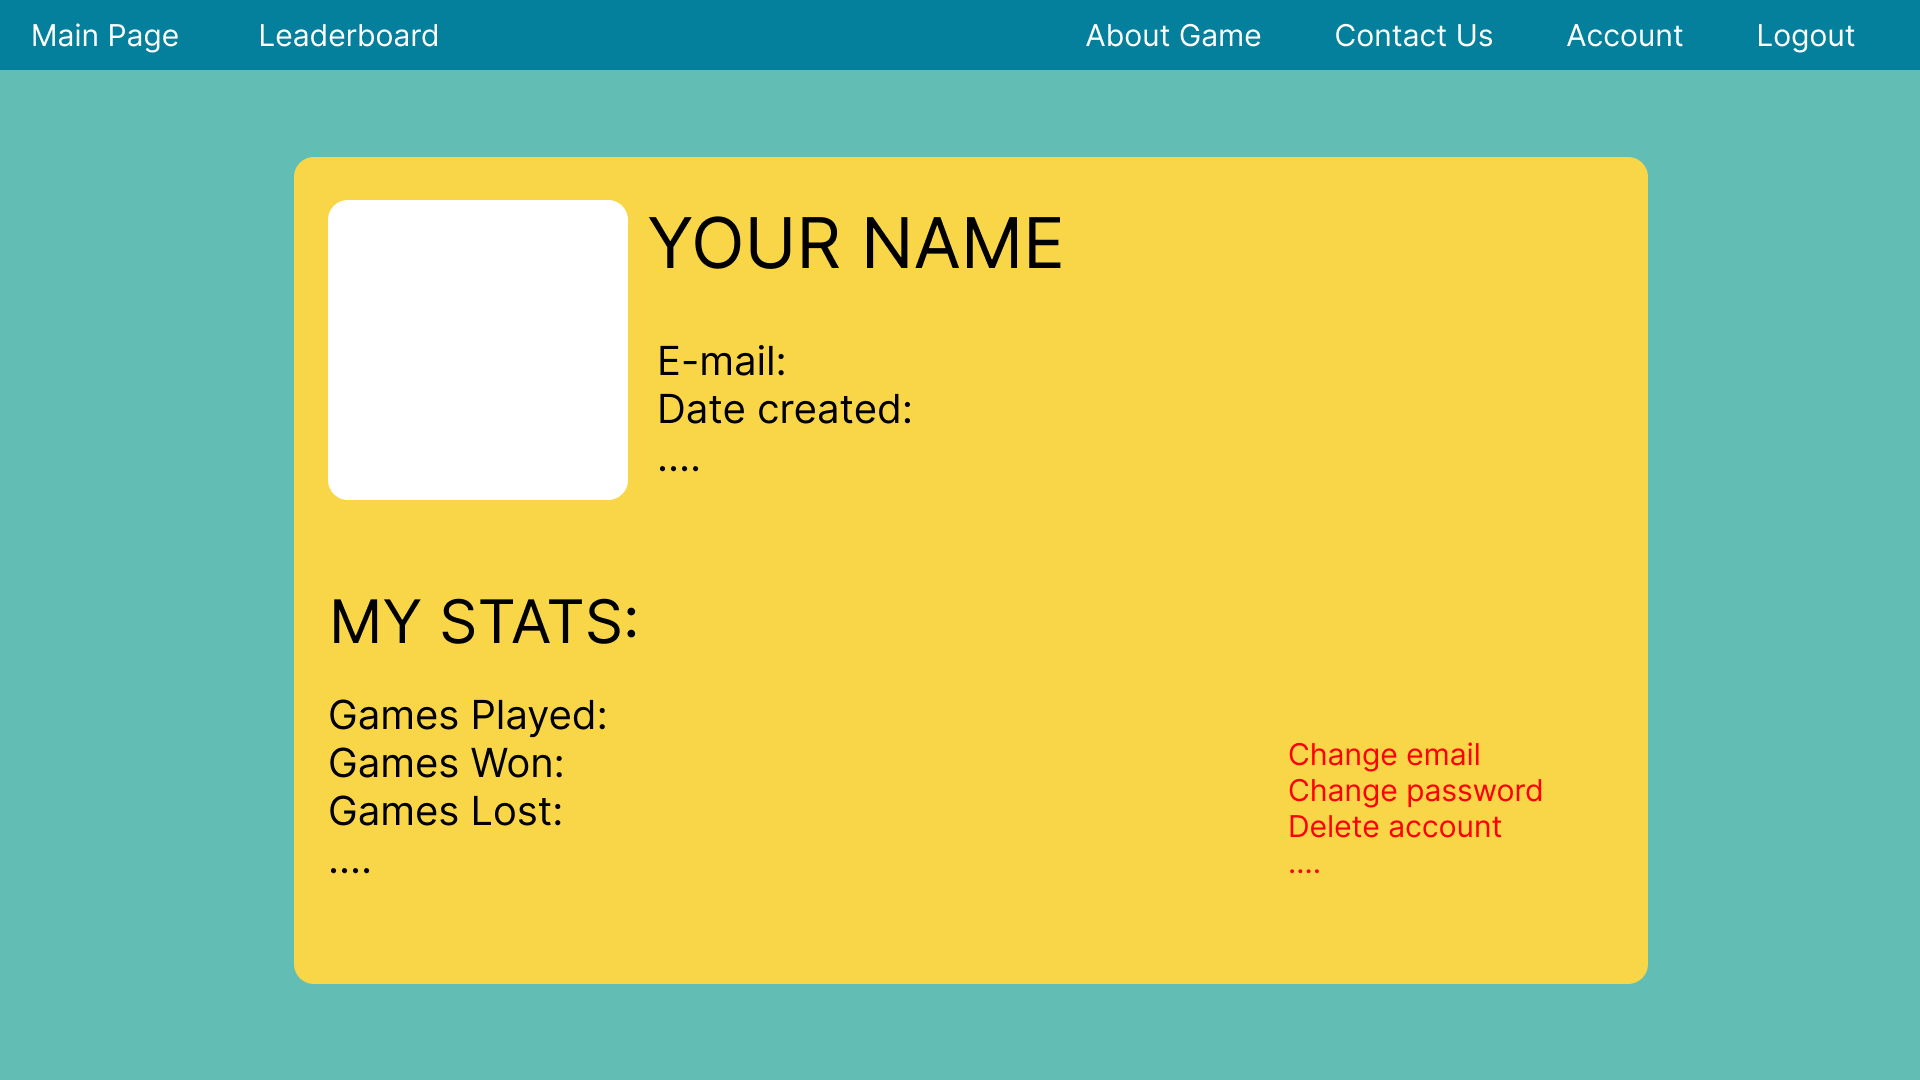 Main Page Leaderboard About Game Contact Us Account Logout
YOUR NAME
E-mail:
Date created:
....
MY STATS:
Games Played:
Games Won:
Games Lost:
....
Change email
Change password
Delete account
....